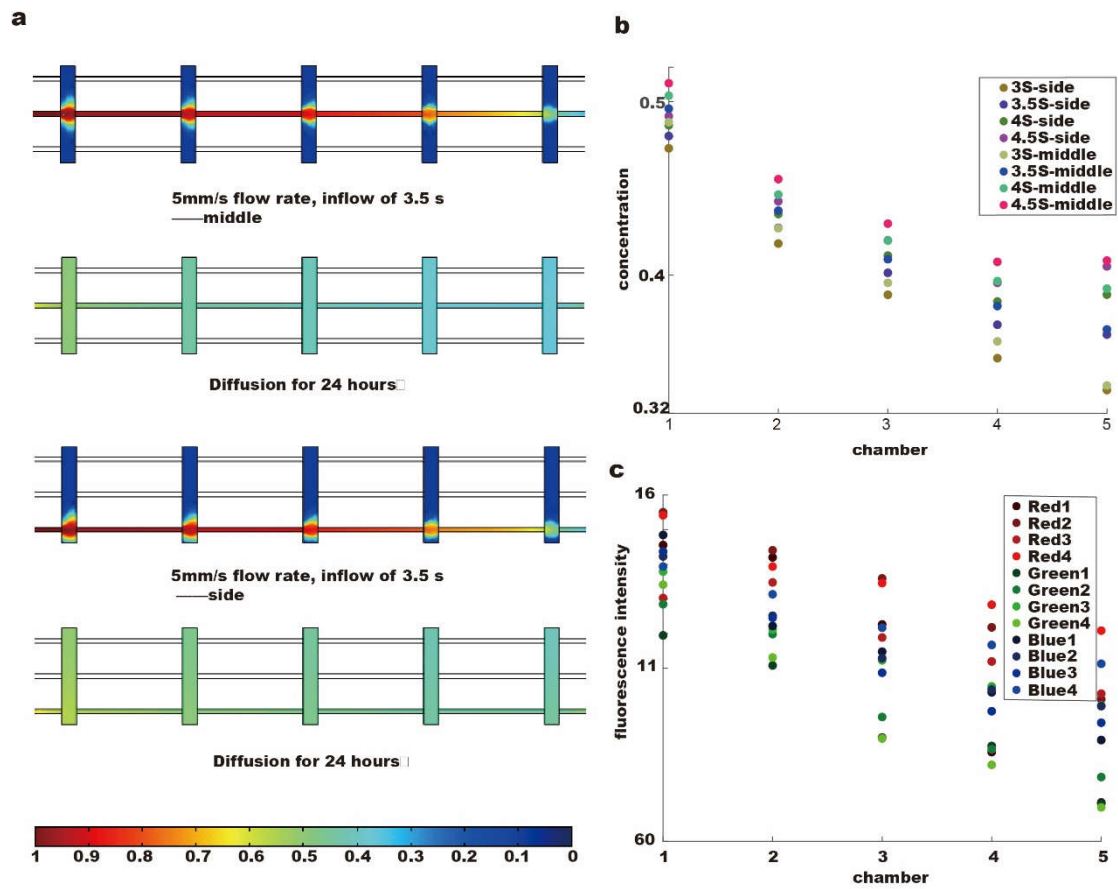 a
5mm/s flow rate, inflow of 3.5 s
——middle
Diffusion for 24 hours□
5mm/s flow rate, inflow of 3.5 s
——side
Diffusion for 24 hours□
1 0.9 0.8 0.7 0.6 0.5 0.4 0.3 0.2 0.1 0
b
concentration
0.5
0.4
0.32
1 2 3 4 5
chamber
3S-side
3.5S-side
4S-side
4.5S-side
3S-middle
3.5S-middle
4S-middle
4.5S-middle
c
fluorescence intensity
16
11
60
1 2 3 4 5
chamber
Red1
Red2
Red3
Red4
Green1
Green2
Green3
Green4
Blue1
Blue2
Blue3
Blue4